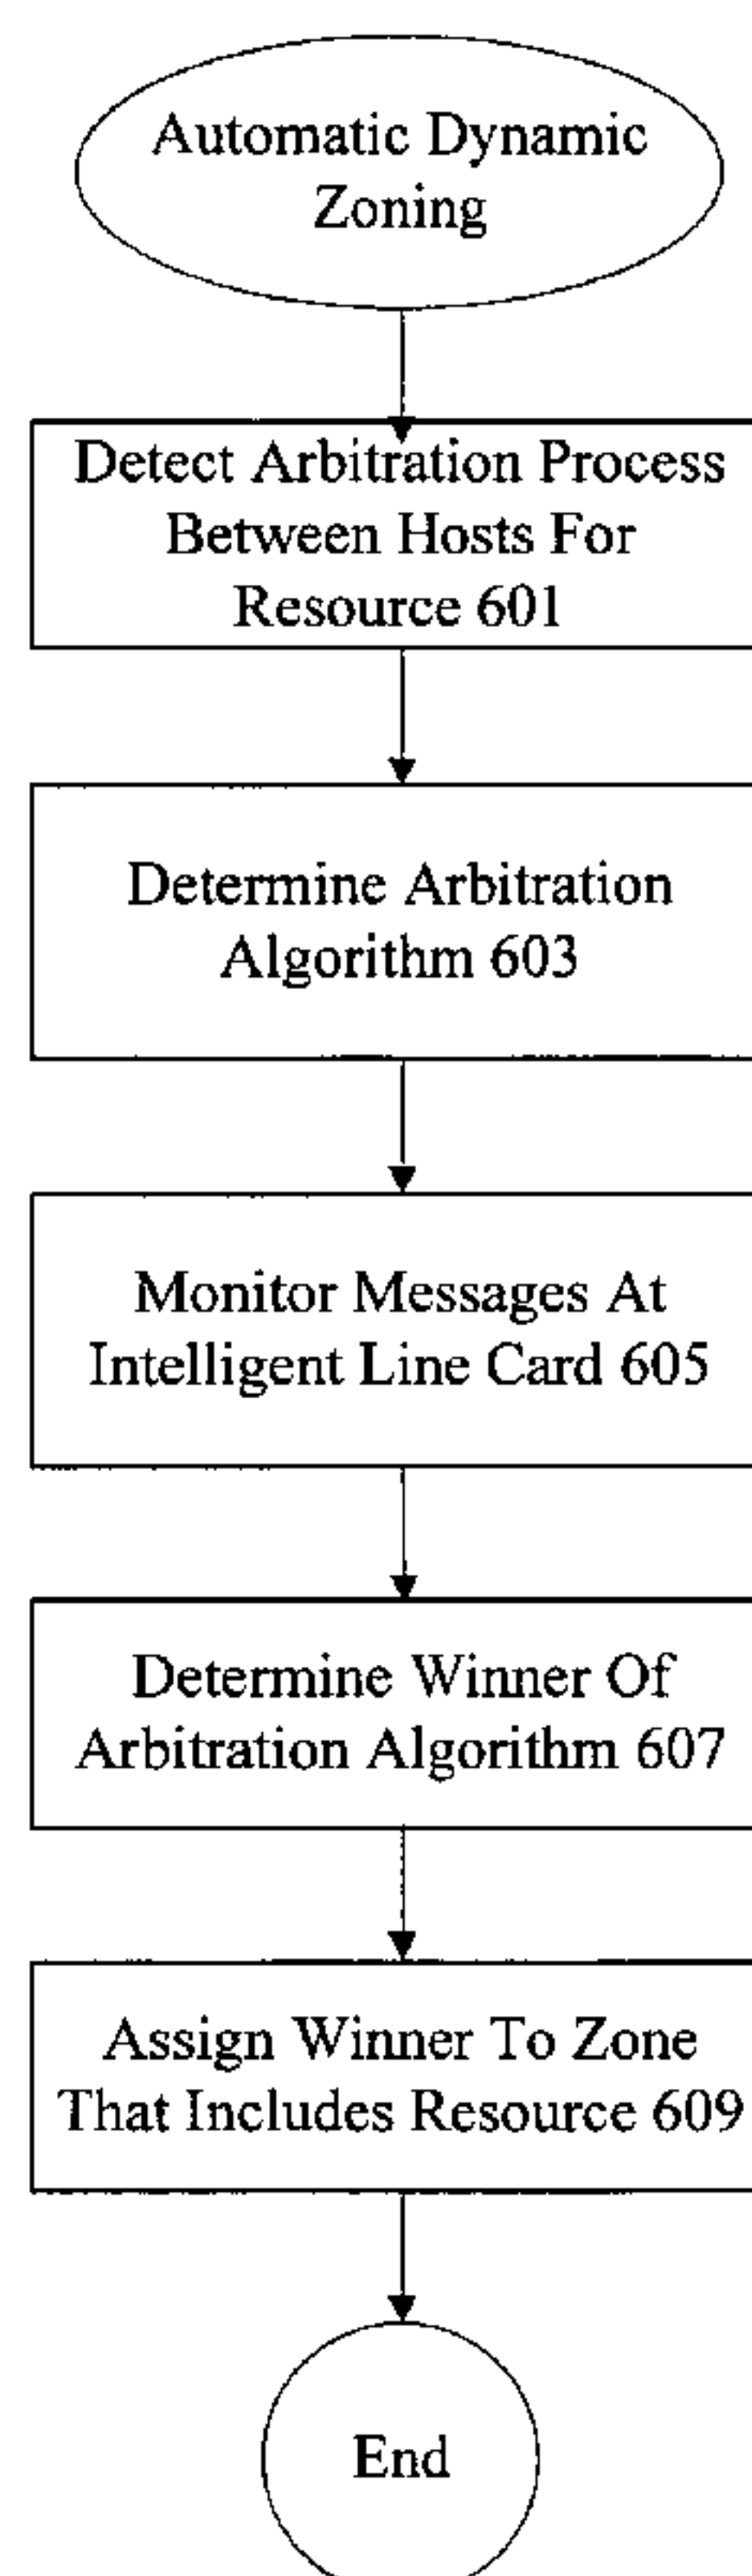 Automatic Dynamic
Zoning
Detect Arbitration Process
Between Hosts For
Resource 601
Determine Arbitration
Algorithm 603
Monitor Messages At
Intelligent Line Card 605
Determine Winner Of
Arbitration Algorithm 607
Assign Winner To Zone
That Includes Resource 609
End